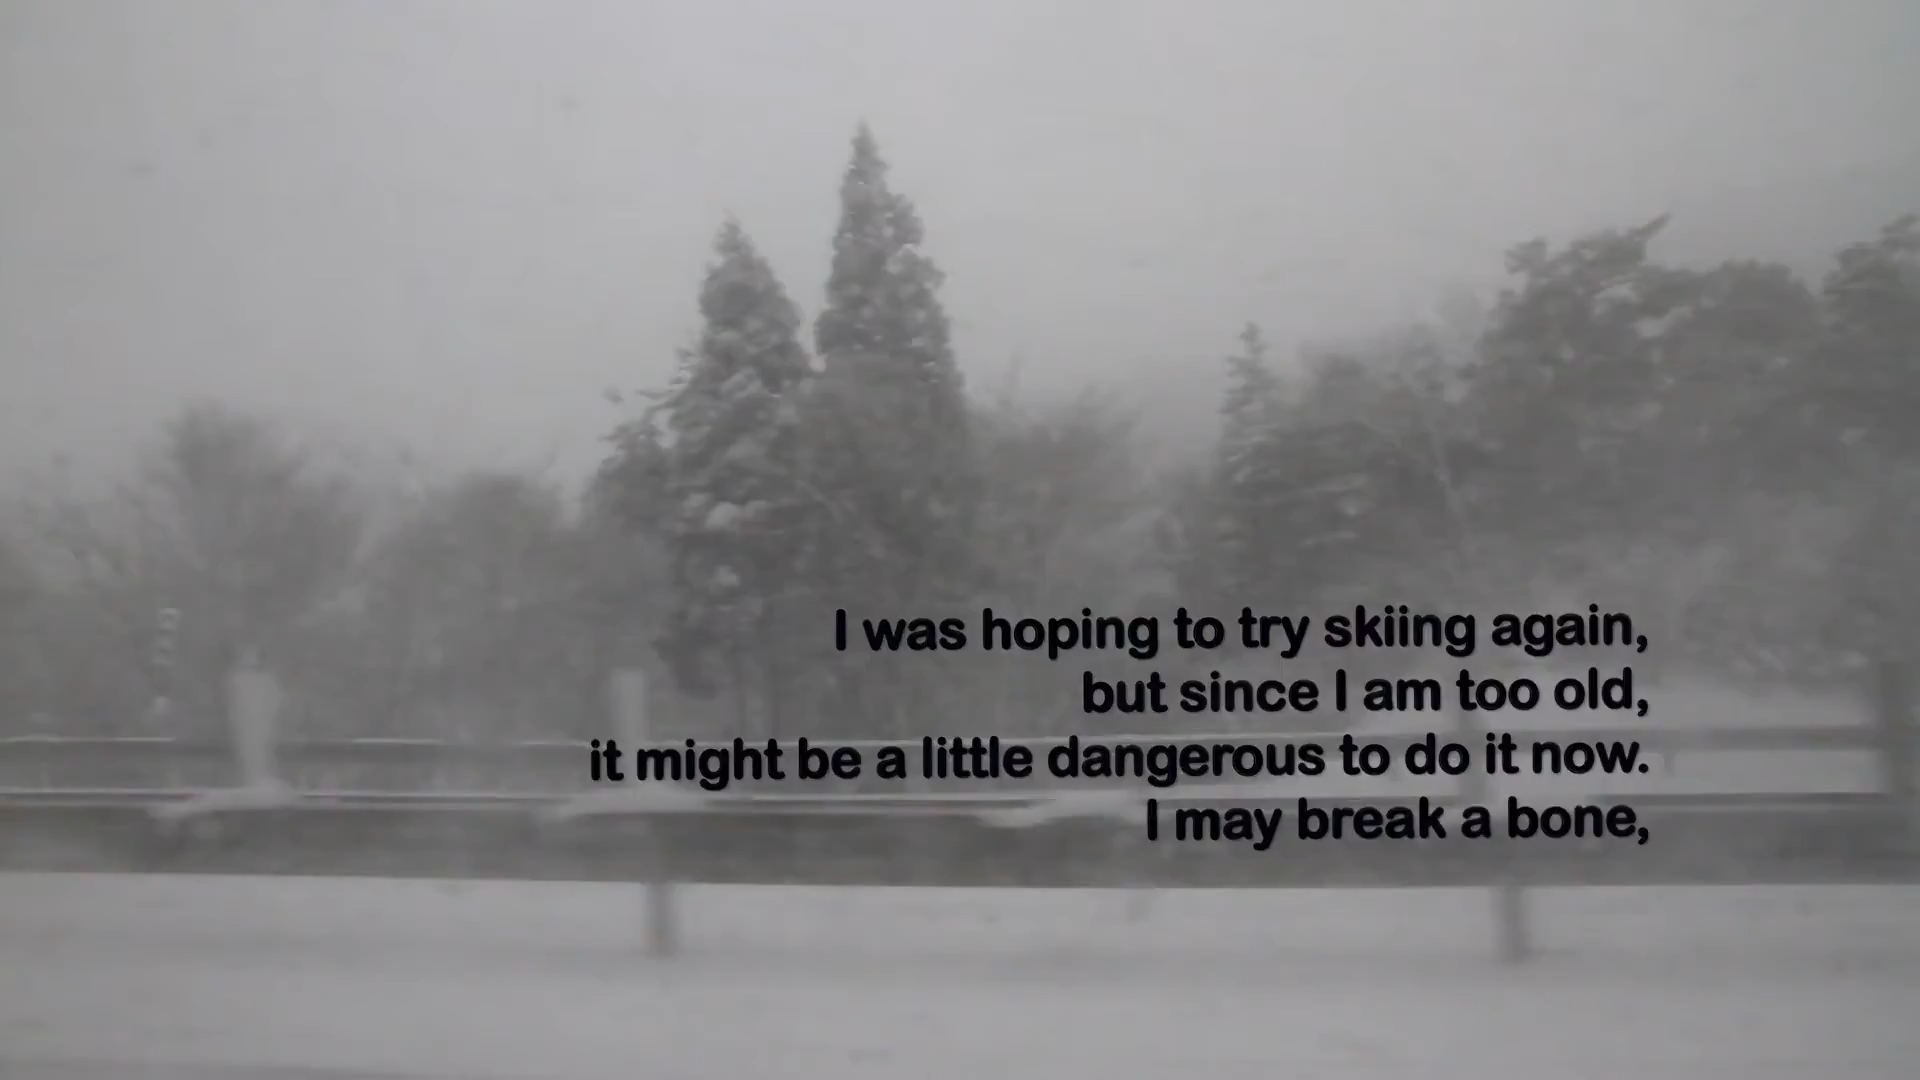 I was hoping to try skiing again,
but since I am too old,
it might be a little dangerous to do it now.
I may break a bone,